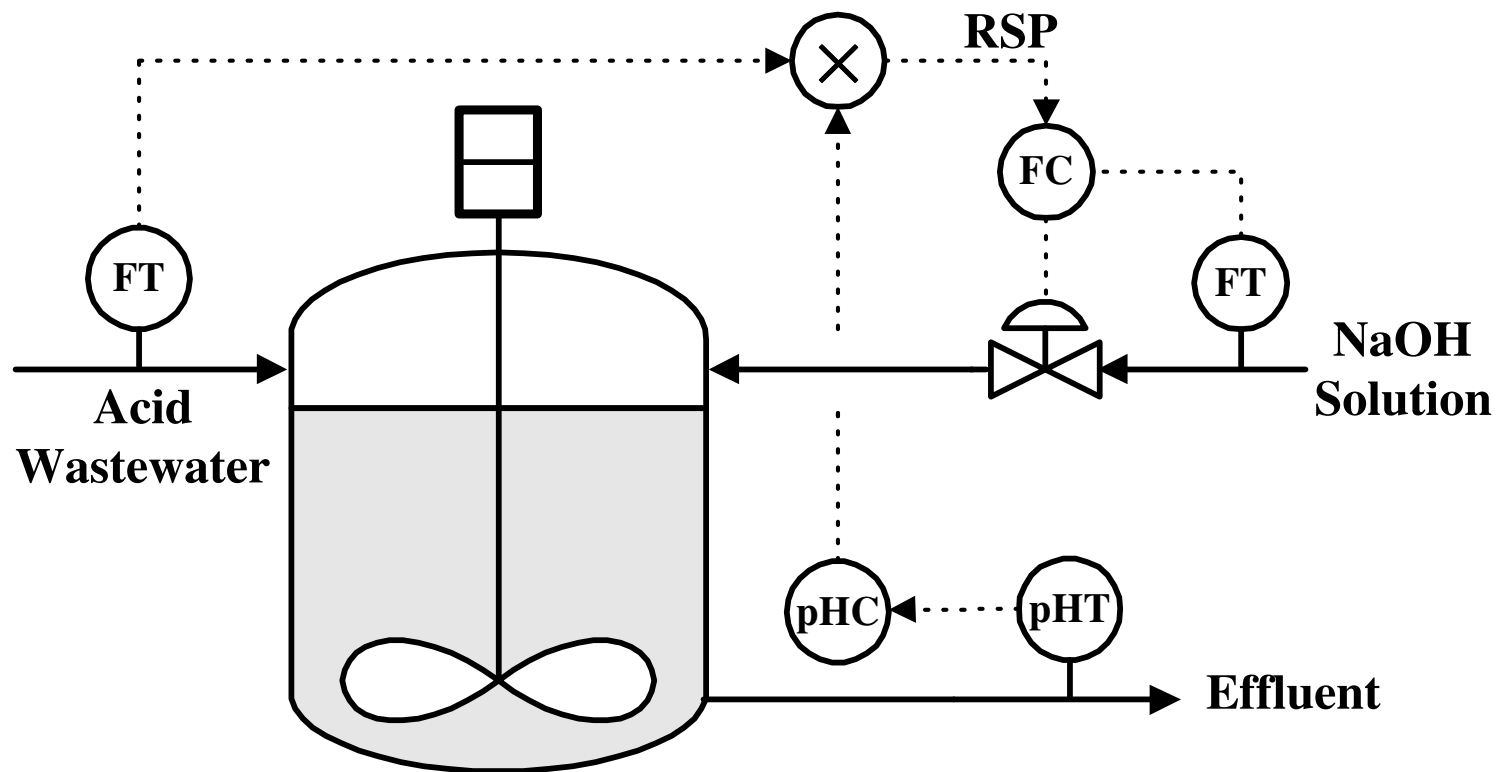 RSP
FC
FT
FT
NaOH
Solution
Acid
Wastewater
pHC
pHT
Effluent